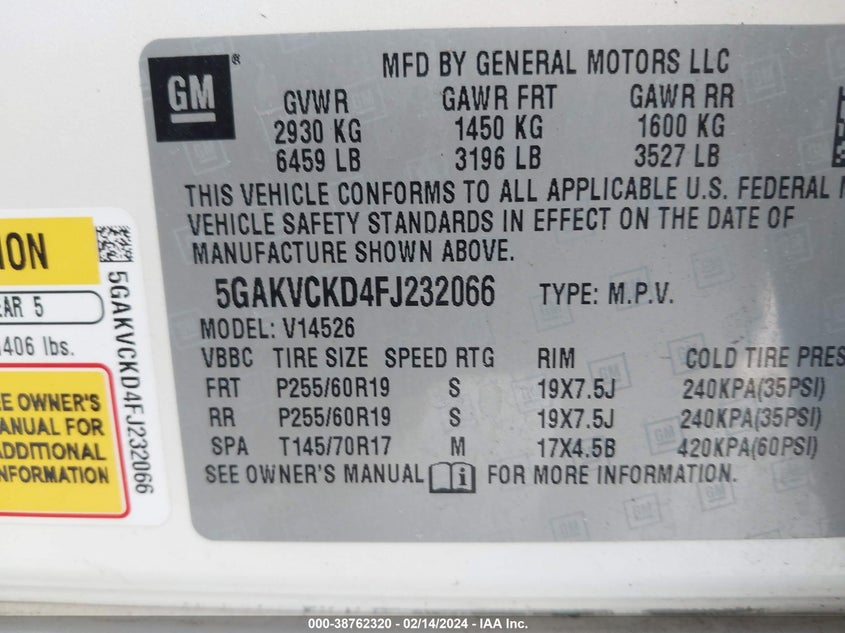 GM ®
MFD BY GENERAL MOTORS LLC
GVWR GAWR FRT GAWR RR
2930 KG 1450 KG 1600 KG
6459 LB 3196 LB 3527 LB
THIS VEHICLE CONFORMS TO ALL APPLICABLE U.S. FEDERAL M
VEHICLE SAFETY STANDARDS IN EFFECT ON THE DATE OF
MANUFACTURE SHOWN ABOVE.
5GAKVCKD4FJ232066 TYPE: M.P.V.
MODEL: V14526
VBBC TIRE SIZE SPEED RTG RIM COLD TIRE PRES
FRT P255/60R19 S 19X7.5J 240KPA(35PSI)
RR P255/60R19 S 19X7.5J 240KPA(35PSI)
SPA T145/70R17 M 17X4.5B 420KPA(60PSI)
SEE OWNER'S MANUAL i FOR MORE INFORMATION.
ION
EAR 5
406 lbs.
EE OWNER'S
ANUAL FOR
ADDITIONAL
NFORMATION
5GAKVCKD4FJ232066
000-38762320 - 02/14/2024 - IAA Inc.